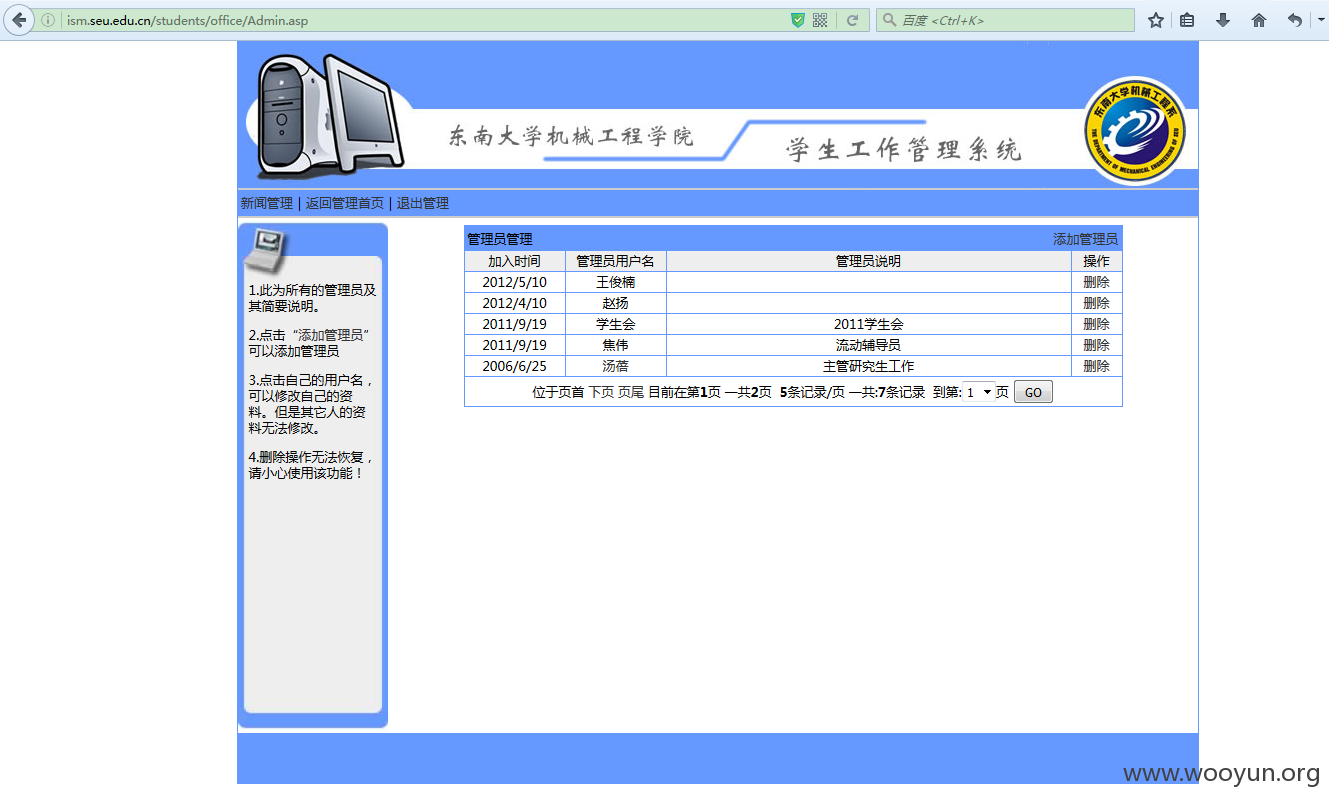 ism.seu.edu.cn/students/office/Admin.asp
百度 <Ctrl+K>
东南大学机械工程学院
学生工作管理系统
东南大学机械工程系
THE DEPARTMENT OF MECHANICAL ENGINEERING OF SEU
新闻管理 | 返回管理首页 | 退出管理
1.此为所有的管理员及
其简要说明。
2.点击“添加管理员”
可以添加管理员
3.点击自己的用户名，
可以修改自己的资
料。但是其它人的资
料无法修改。
4.删除操作无法恢复，
请小心使用该功能！
管理员管理 添加管理员
加入时间 管理员用户名 管理员说明 操作
2012/5/10 王俊楠 删除
2012/4/10 赵扬 删除
2011/9/19 学生会 2011学生会 删除
2011/9/19 焦伟 流动辅导员 删除
2006/6/25 汤蓓 主管研究生工作 删除
位于页首 下页 页尾 目前在第1页 一共2页 5条记录/页 一共:7条记录 到第: 1 页 GO
www.wooyun.org